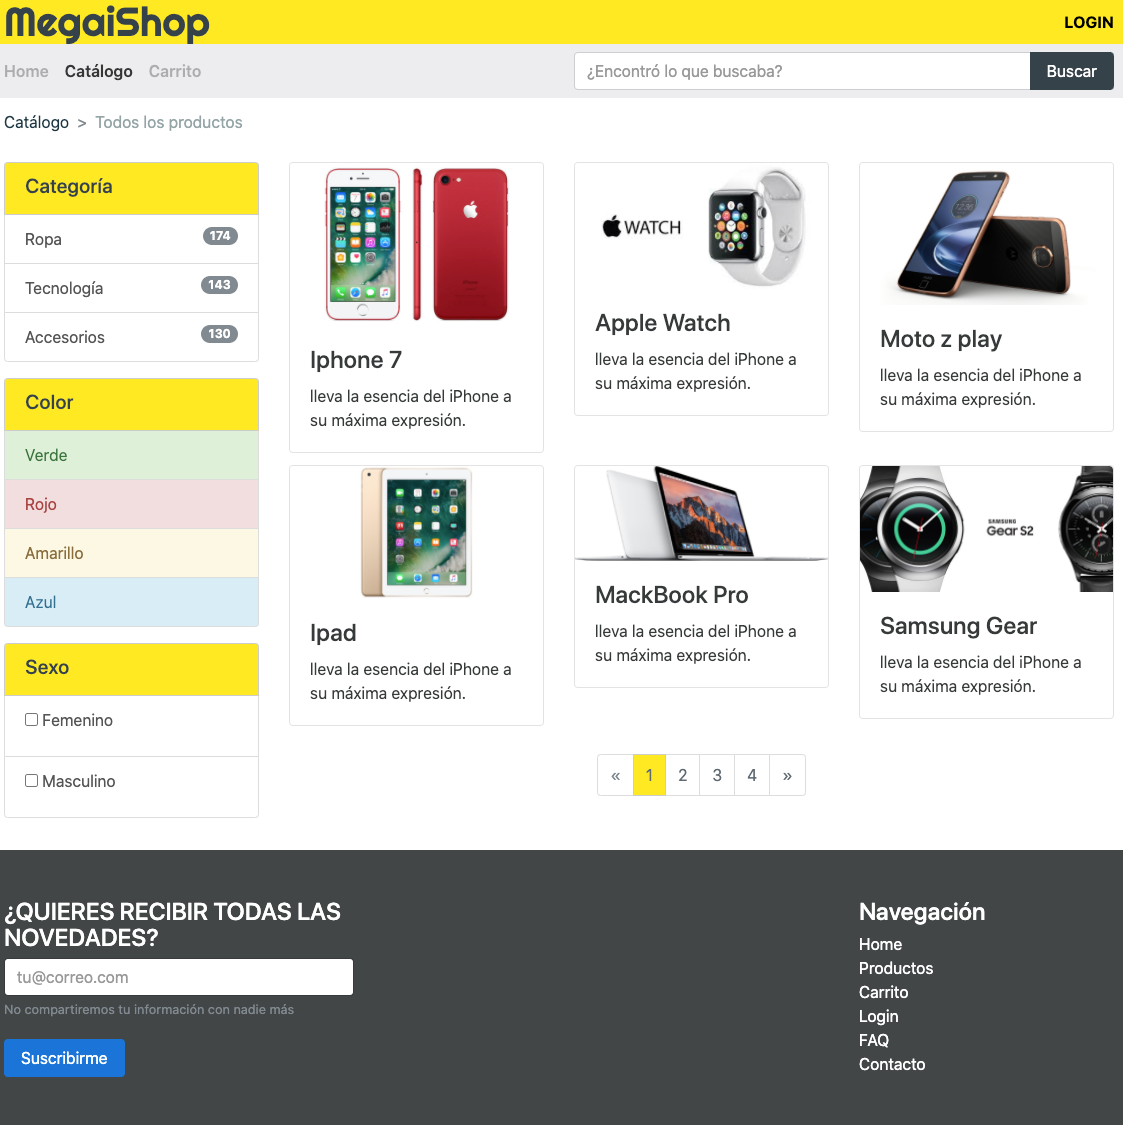 MegaiShop
LOGIN
Home Catálogo Carrito
¿Encontró lo que buscaba?
Buscar
Catálogo > Todos los productos
Categoría
Ropa 174
Tecnología 143
Accesorios 130
Color
Verde
Rojo
Amarillo
Azul
Sexo
Femenino
Masculino
Iphone 7
lleva la esencia del iPhone a
su máxima expresión.
WATCH
Apple Watch
lleva la esencia del iPhone a
su máxima expresión.
Moto z play
lleva la esencia del iPhone a
su máxima expresión.
Ipad
lleva la esencia del iPhone a
su máxima expresión.
MackBook Pro
lleva la esencia del iPhone a
su máxima expresión.
SAMSUNG
Gear S2
Samsung Gear
lleva la esencia del iPhone a
su máxima expresión.
« 1 2 3 4 »
¿QUIERES RECIBIR TODAS LAS
NOVEDADES?
tu@correo.com
No compartiremos tu información con nadie más
Suscribirme
Navegación
Home
Productos
Carrito
Login
FAQ
Contacto